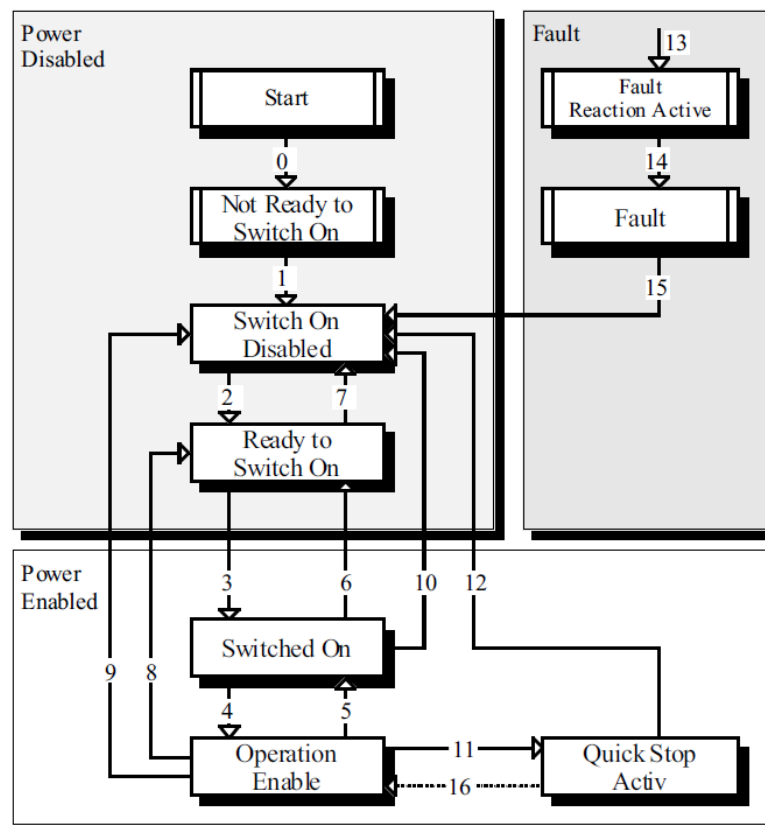 Power
Disabled
Start
0
Not Ready to
Switch On
1
Switch On
Disabled
2
7
Ready to
Switch On
Fault
13
Fault
Reaction Active
14
Fault
15
Power
Enabled
3
6
10
12
Switched On
9
8
4
5
Operation
Enable
11
16
Quick Stop
Activ